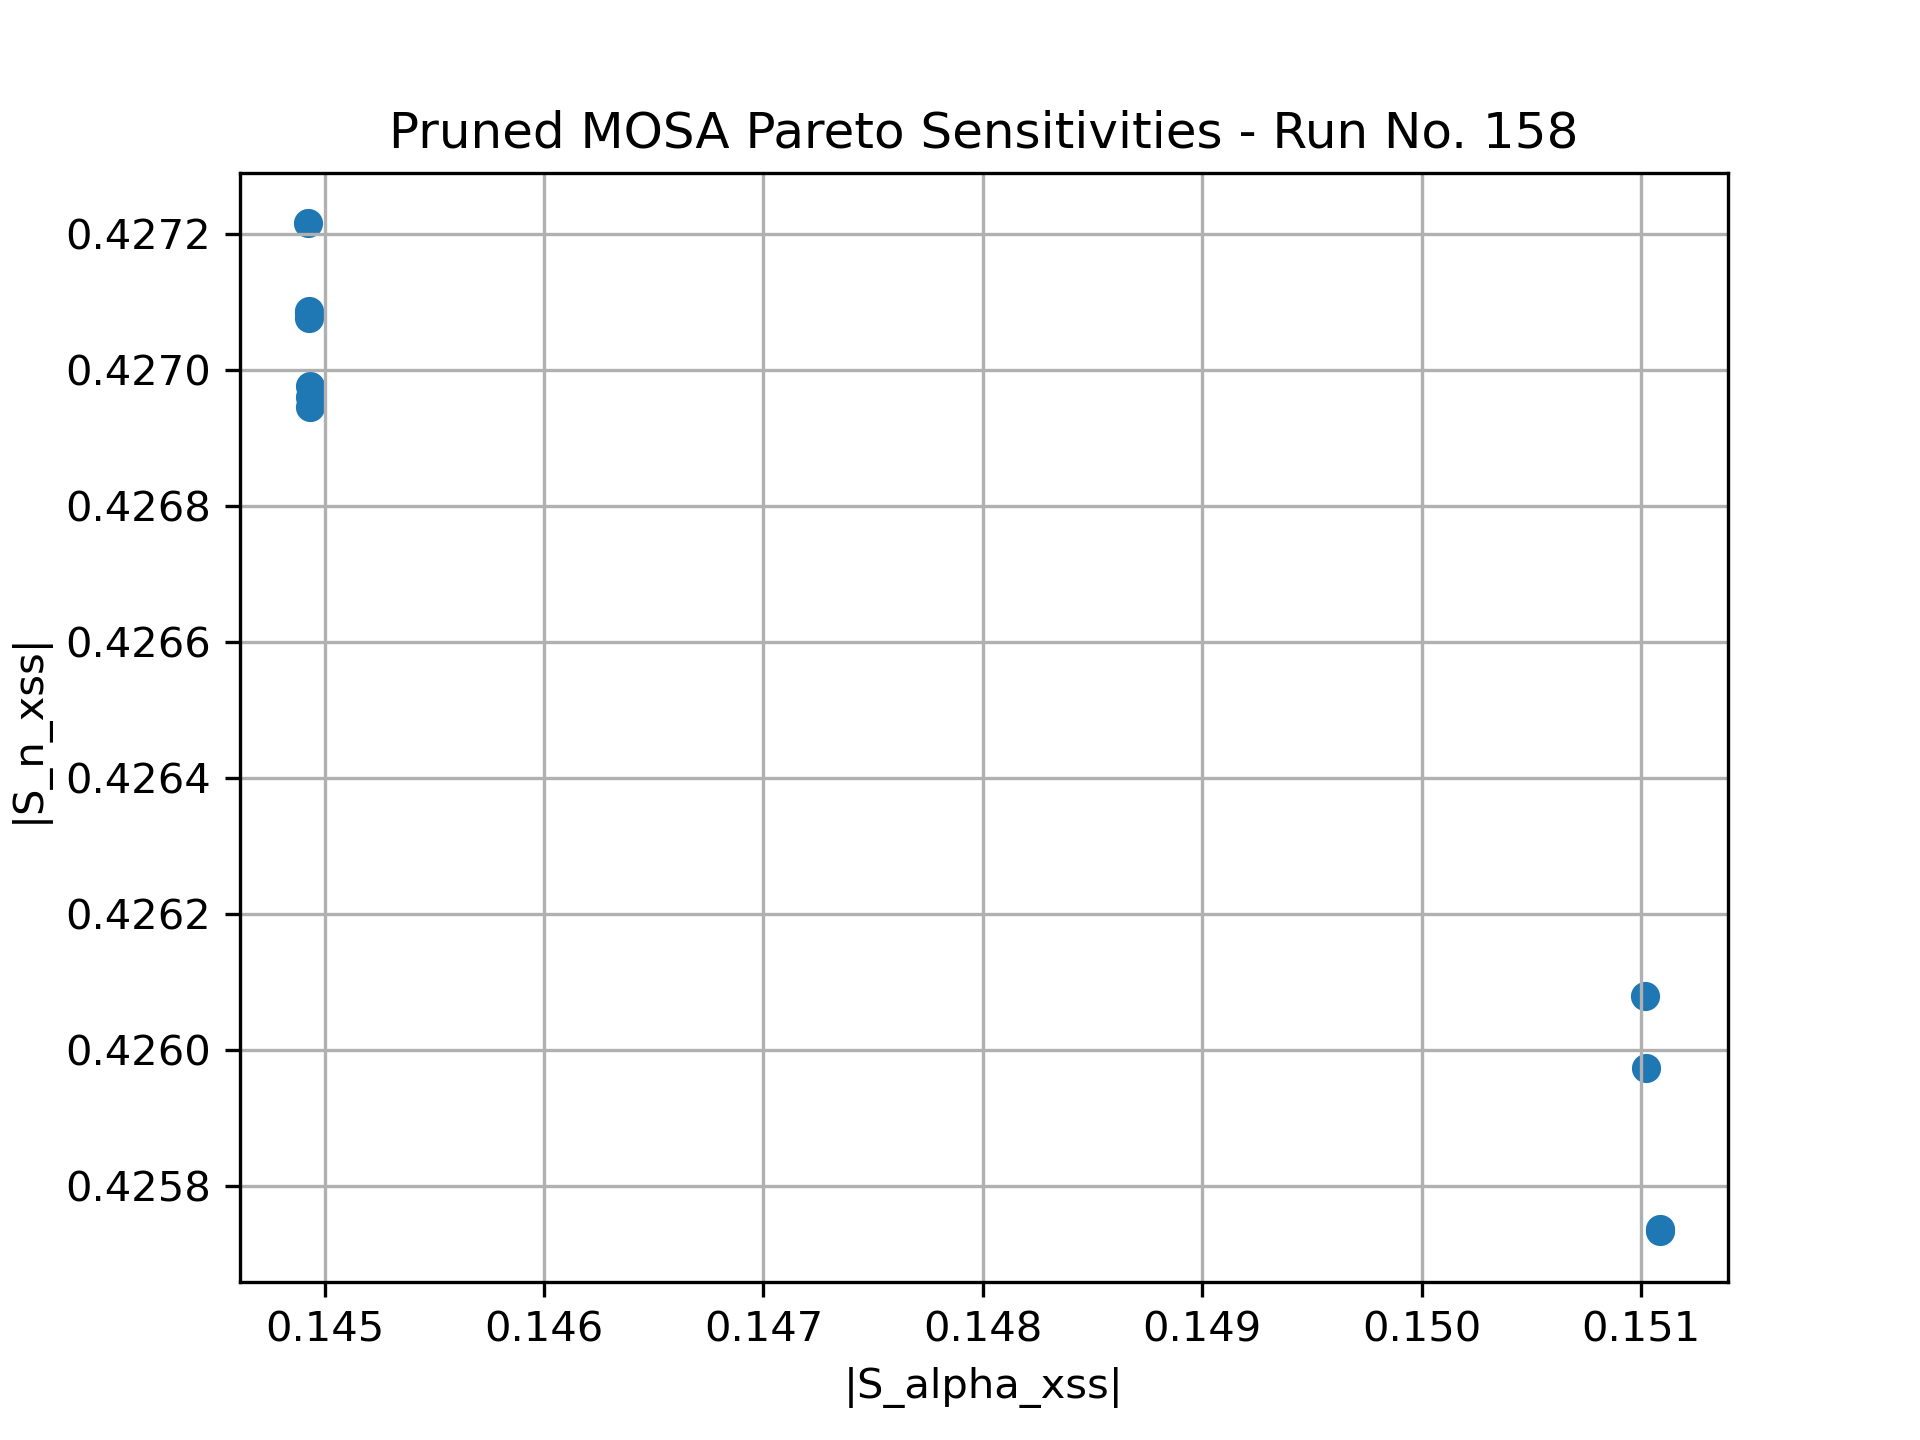 Pruned MOSA Pareto Sensitivities - Run No. 158
0.4272
0.4270
0.4268
0.4266
0.4264
0.4262
0.4260
0.4258
|S_n_xss|
0.145 0.146 0.147 0.148 0.149 0.150 0.151
|S_alpha_xss|